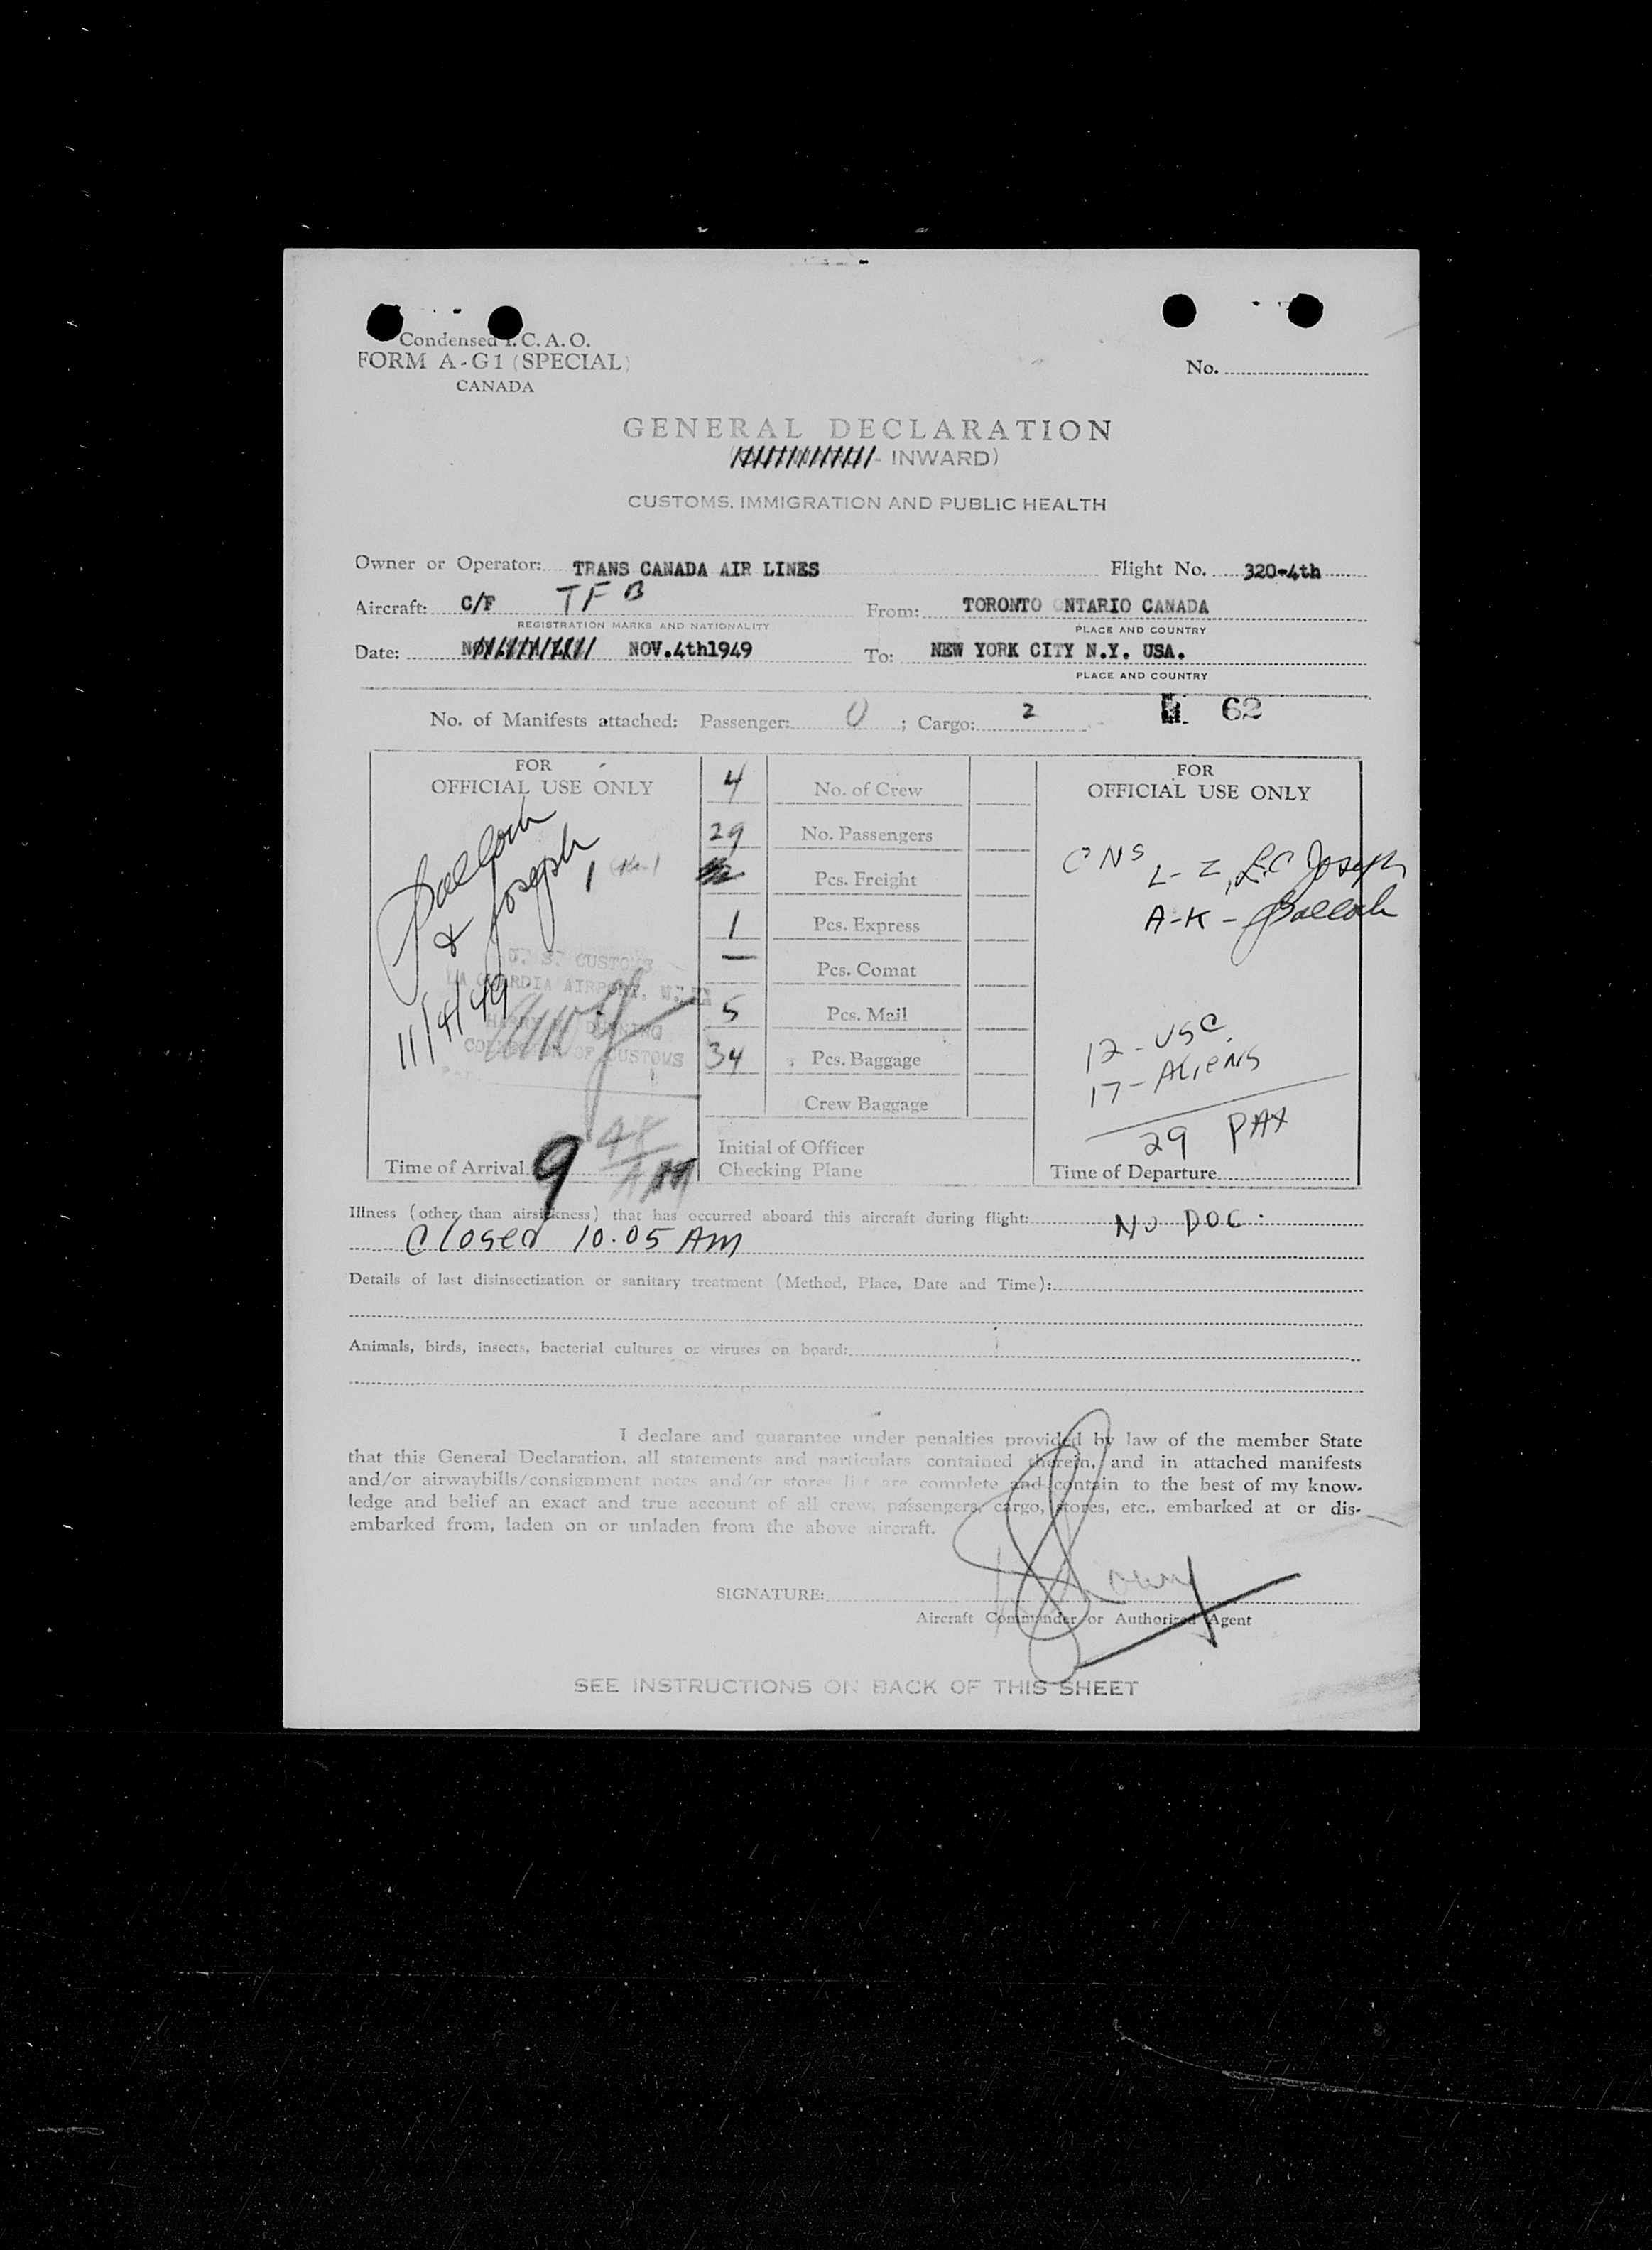 Condensed I. C. A. O.
FORM A-G1 (SPECIAL)
CANADA
No.
GENERAL DECLARATION
- INWARD)
CUSTOMS, IMMIGRATION AND PUBLIC HEALTH
Owner or Operator: TRANS CANADA AIR LINES Flight No. 320-4th
Aircraft: C/F TFB From: TORONTO ONTARIO CANADA
REGISTRATION MARKS AND NATIONALITY PLACE AND COUNTRY
Date: NOV.4th1949 To: NEW YORK CITY N.Y. USA.
PLACE AND COUNTRY
No. of Manifests attached: Passenger: 0 ; Cargo: 2 62
FOR
OFFICIAL USE ONLY
& Joseph
11/4/49
U. S. CUSTOMS
LA GUARDIA AIRPORT, N.Y.
HARRY DURNING
COLLECTOR OF CUSTOMS
Per
Time of Arrival 9 48 AM
4 No. of Crew
29 No. Passengers
Pcs. Freight
1 Pcs. Express
— Pcs. Comat
5 Pcs. Mail
34 Pcs. Baggage
Crew Baggage
Initial of Officer
Checking Plane
FOR
OFFICIAL USE ONLY
L-Z, Joseph
A-K -
12-USC
17-Aliens
29 PAX
Time of Departure
Illness (other than airsickness) that has occurred aboard this aircraft during flight: No DOC.
Closed 10.05 AM
Details of last disinsectization or sanitary treatment (Method, Place, Date and Time):
Animals, birds, insects, bacterial cultures or viruses on board:
I declare and guarantee under penalties provided by law of the member State
that this General Declaration, all statements and particulars contained therein, and in attached manifests
and/or airwaybills/consignment notes and/or stores list are complete and contain to the best of my know-
ledge and belief an exact and true account of all crew, passengers, cargo, stores, etc., embarked at or dis-
embarked from, laden on or unladen from the above aircraft.
SIGNATURE:
Aircraft Commander or Authorized Agent
SEE INSTRUCTIONS ON BACK OF THIS SHEET